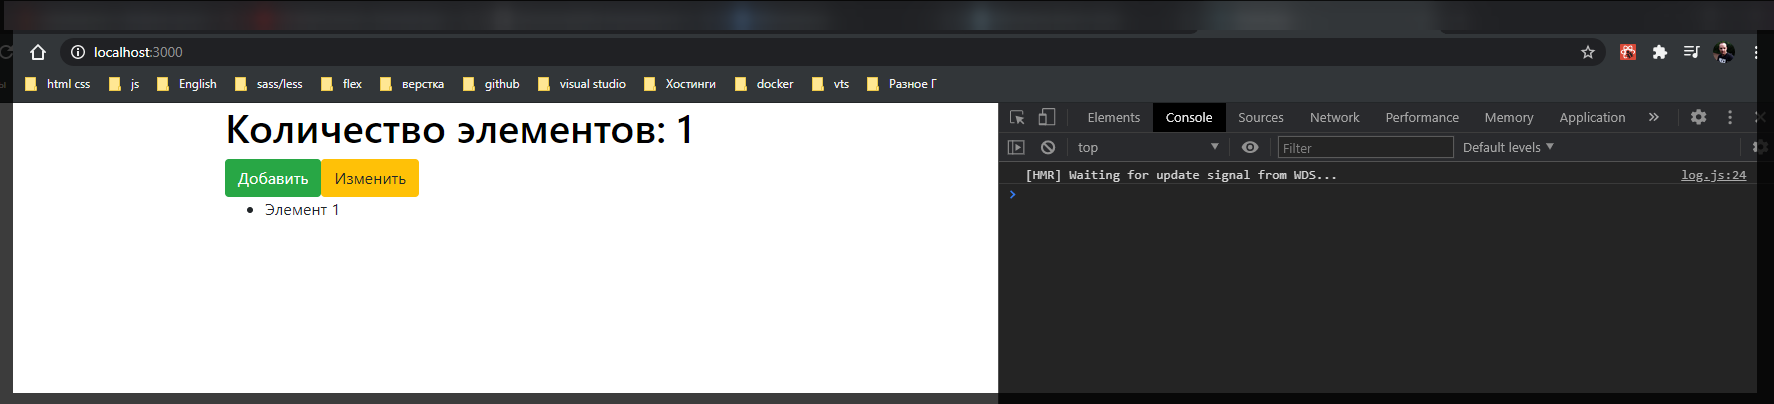 localhost:3000
html css js English sass/less flex верстка github visual studio Хостинги docker vts Разное Г
Количество элементов: 1
Добавить Изменить
Элемент 1
Elements Console Sources Network Performance Memory Application
top Filter Default levels
[HMR] Waiting for update signal from WDS... log.js:24